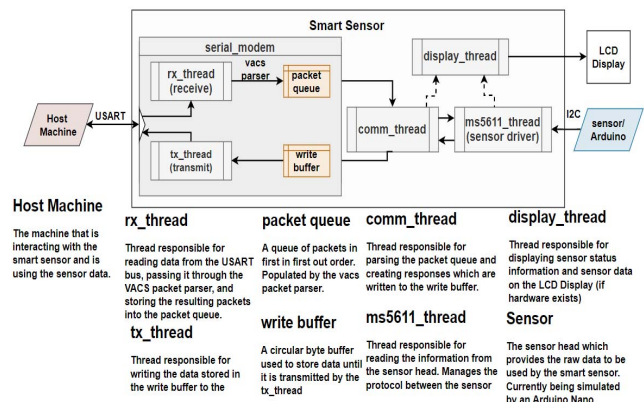 Smart Sensor
serial_modem
rx_thread
(receive)
vacs
parser
packet
queue
display_thread
LCD
Display
Host
Machine
USART
comm_thread
ms5611_thread
(sensor driver)
I2C
sensor/
Arduino
tx_thread
(transmit)
write
buffer
Host Machine
The machine that is
interacting with the
smart sensor and is
using the sensor data.
rx_thread
Thread responsible for
reading data from the USART
bus, passing it through the
VACS packet parser, and
storing the resulting packets
into the packet queue.
packet queue
A queue of packets in
first in first out order.
Populated by the vacs
packet parser.
comm_thread
Thread responsible for
parsing the packet queue and
creating responses which are
written to the write buffer.
display_thread
Thread responsible for
displaying sensor status
information and sensor data
on the LCD Display (if
hardware exists)
tx_thread
Thread responsible for
writing the data stored in
the write buffer to the
write buffer
A circular byte buffer
used to store data until
it is transmitted by the
tx_thread
ms5611_thread
Thread responsible for
reading the information from
the sensor head. Manages the
protocol between the sensor
Sensor
The sensor head which
provides the raw data to be
used by the smart sensor.
Currently being simulated
by an Arduino Nano